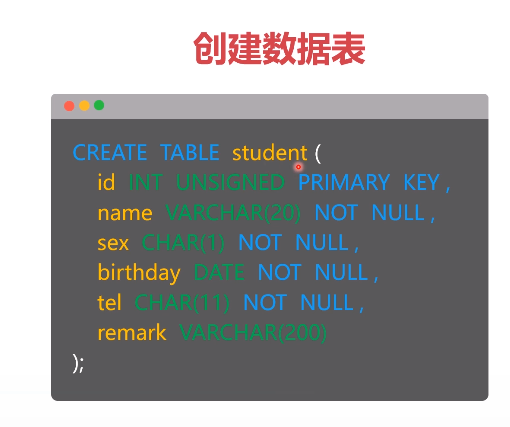 创建数据表
CREATE TABLE student (
id INT UNSIGNED PRIMARY KEY ,
name VARCHAR(20) NOT NULL ,
sex CHAR(1) NOT NULL ,
birthday DATE NOT NULL ,
tel CHAR(11) NOT NULL ,
remark VARCHAR(200)
);